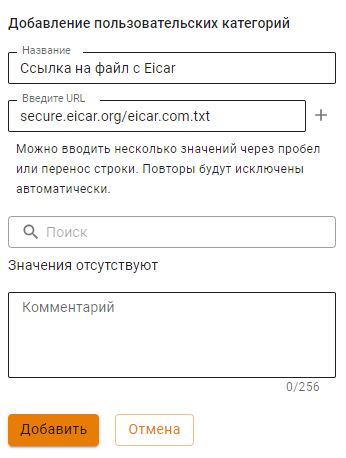 Добавление пользовательских категорий
Название
Ссылка на файл с Eicar
Введите URL
secure.eicar.org/eicar.com.txt
Можно вводить несколько значений через пробел
или перенос строки. Повторы будут исключены
автоматически.
Поиск
Значения отсутствуют
Комментарий
0/256
Добавить
Отмена